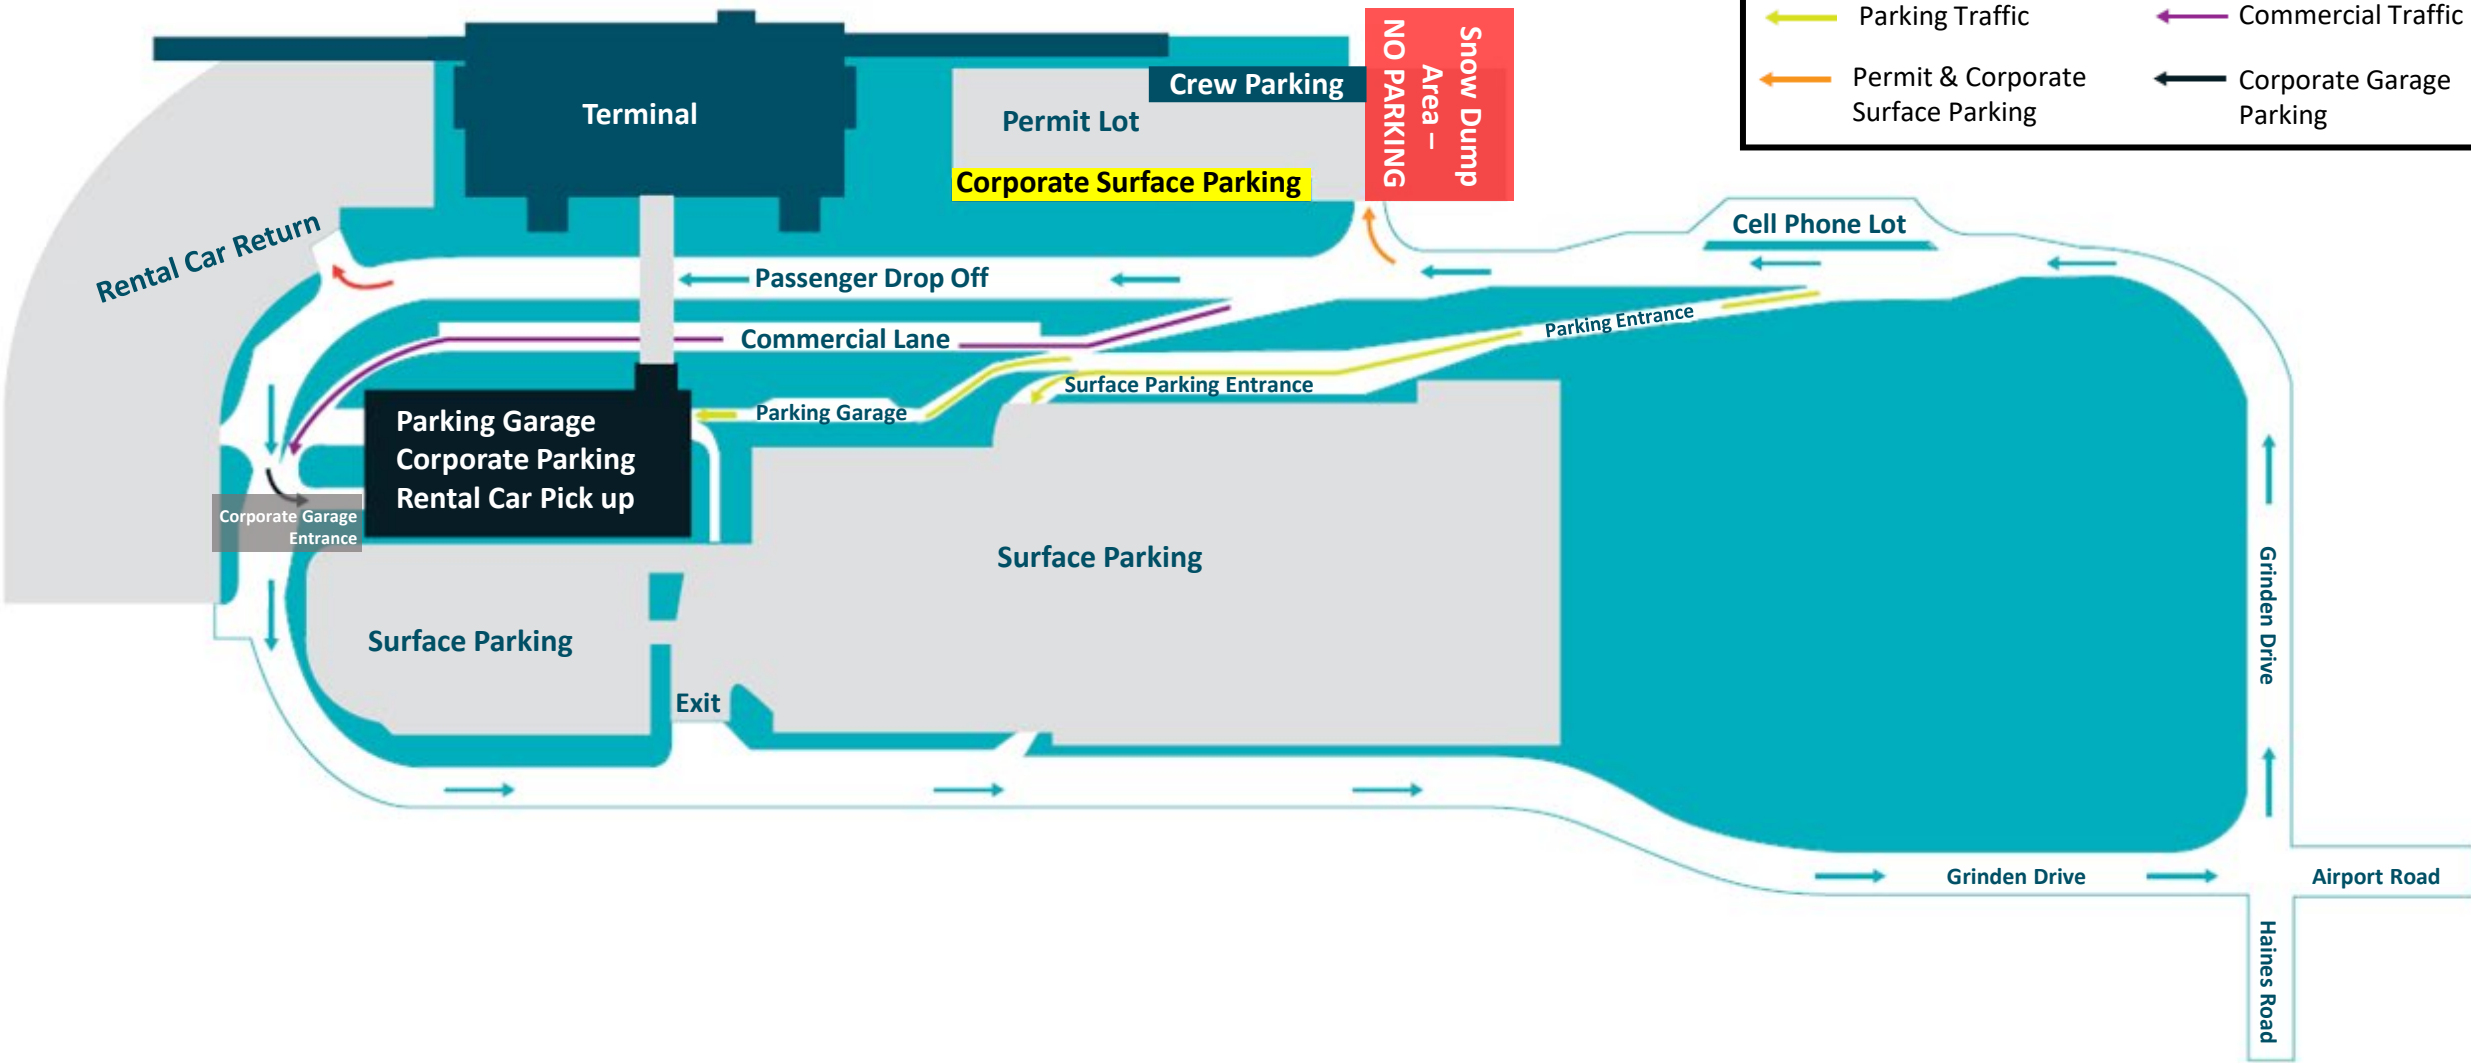 Parking Traffic
Commercial Traffic
Permit & Corporate
Surface Parking
Corporate Garage
Parking
Terminal
Crew Parking
Permit Lot
Corporate Surface Parking
Snow Dump
Area –
NO PARKING
Cell Phone Lot
Rental Car Return
Passenger Drop Off
Parking Entrance
Commercial Lane
Surface Parking Entrance
Parking Garage
Parking Garage
Corporate Parking
Rental Car Pick up
Corporate Garage
Entrance
Surface Parking
Surface Parking
Exit
Grinden Drive
Grinden Drive
Airport Road
Haines Road